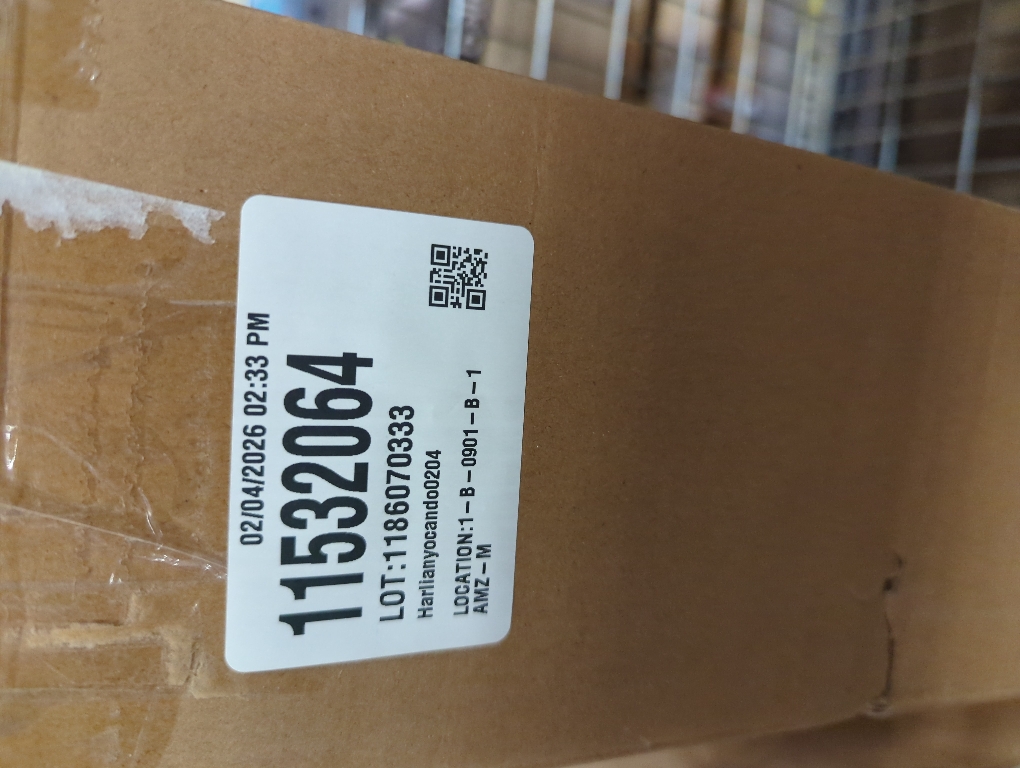 02/04/2026 02:33 PM
11532064
LOT:1186070333
Harlianyocando0204
LOCATION:1-B-0901-B-1
AMZ-M